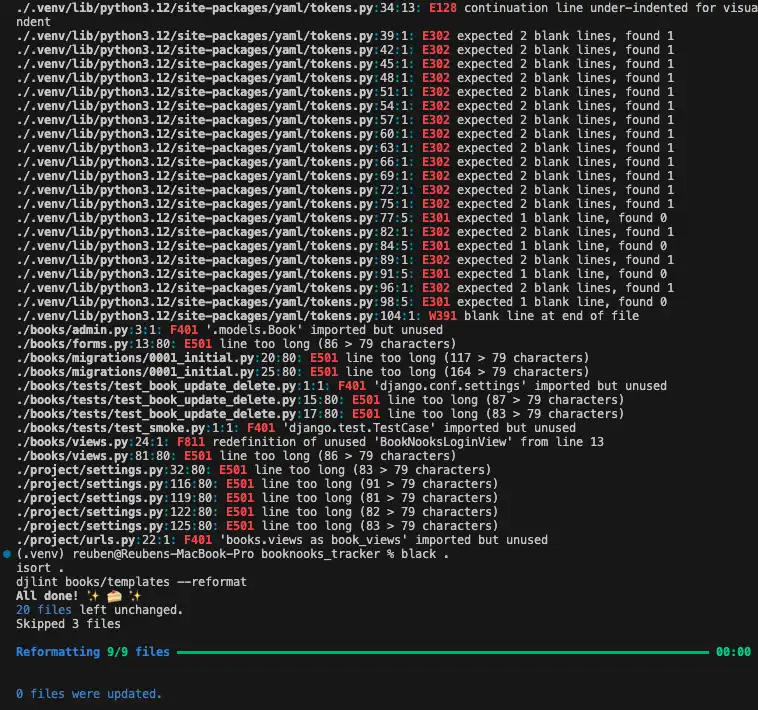 ./.venv/lib/python3.12/site-packages/yaml/tokens.py:34:13: E128 continuation line under-indented for visua
ndent
./.venv/lib/python3.12/site-packages/yaml/tokens.py:39:1: E302 expected 2 blank lines, found 1
./.venv/lib/python3.12/site-packages/yaml/tokens.py:42:1: E302 expected 2 blank lines, found 1
./.venv/lib/python3.12/site-packages/yaml/tokens.py:45:1: E302 expected 2 blank lines, found 1
./.venv/lib/python3.12/site-packages/yaml/tokens.py:48:1: E302 expected 2 blank lines, found 1
./.venv/lib/python3.12/site-packages/yaml/tokens.py:51:1: E302 expected 2 blank lines, found 1
./.venv/lib/python3.12/site-packages/yaml/tokens.py:54:1: E302 expected 2 blank lines, found 1
./.venv/lib/python3.12/site-packages/yaml/tokens.py:57:1: E302 expected 2 blank lines, found 1
./.venv/lib/python3.12/site-packages/yaml/tokens.py:60:1: E302 expected 2 blank lines, found 1
./.venv/lib/python3.12/site-packages/yaml/tokens.py:63:1: E302 expected 2 blank lines, found 1
./.venv/lib/python3.12/site-packages/yaml/tokens.py:66:1: E302 expected 2 blank lines, found 1
./.venv/lib/python3.12/site-packages/yaml/tokens.py:69:1: E302 expected 2 blank lines, found 1
./.venv/lib/python3.12/site-packages/yaml/tokens.py:72:1: E302 expected 2 blank lines, found 1
./.venv/lib/python3.12/site-packages/yaml/tokens.py:75:1: E302 expected 2 blank lines, found 1
./.venv/lib/python3.12/site-packages/yaml/tokens.py:77:5: E301 expected 1 blank line, found 0
./.venv/lib/python3.12/site-packages/yaml/tokens.py:82:1: E302 expected 2 blank lines, found 1
./.venv/lib/python3.12/site-packages/yaml/tokens.py:84:5: E301 expected 1 blank line, found 0
./.venv/lib/python3.12/site-packages/yaml/tokens.py:89:1: E302 expected 2 blank lines, found 1
./.venv/lib/python3.12/site-packages/yaml/tokens.py:91:5: E301 expected 1 blank line, found 0
./.venv/lib/python3.12/site-packages/yaml/tokens.py:96:1: E302 expected 2 blank lines, found 1
./.venv/lib/python3.12/site-packages/yaml/tokens.py:98:5: E301 expected 1 blank line, found 0
./.venv/lib/python3.12/site-packages/yaml/tokens.py:104:1: W391 blank line at end of file
./books/admin.py:3:1: F401 '.models.Book' imported but unused
./books/forms.py:13:80: E501 line too long (86 > 79 characters)
./books/migrations/0001_initial.py:20:80: E501 line too long (117 > 79 characters)
./books/migrations/0001_initial.py:25:80: E501 line too long (164 > 79 characters)
./books/tests/test_book_update_delete.py:1:1: F401 'django.conf.settings' imported but unused
./books/tests/test_book_update_delete.py:15:80: E501 line too long (87 > 79 characters)
./books/tests/test_book_update_delete.py:17:80: E501 line too long (83 > 79 characters)
./books/tests/test_smoke.py:1:1: F401 'django.test.TestCase' imported but unused
./books/views.py:24:1: F811 redefinition of unused 'BookNooksLoginView' from line 13
./books/views.py:81:80: E501 line too long (86 > 79 characters)
./project/settings.py:32:80: E501 line too long (83 > 79 characters)
./project/settings.py:116:80: E501 line too long (91 > 79 characters)
./project/settings.py:119:80: E501 line too long (81 > 79 characters)
./project/settings.py:122:80: E501 line too long (82 > 79 characters)
./project/settings.py:125:80: E501 line too long (83 > 79 characters)
./project/urls.py:22:1: F401 'books.views as book_views' imported but unused
(.venv) reuben@Reubens-MacBook-Pro booknooks_tracker % black .
isort .
djlint books/templates --reformat
All done! ✨ 🍰 ✨
20 files left unchanged.
Skipped 3 files
Reformatting 9/9 files 00:00
0 files were updated.